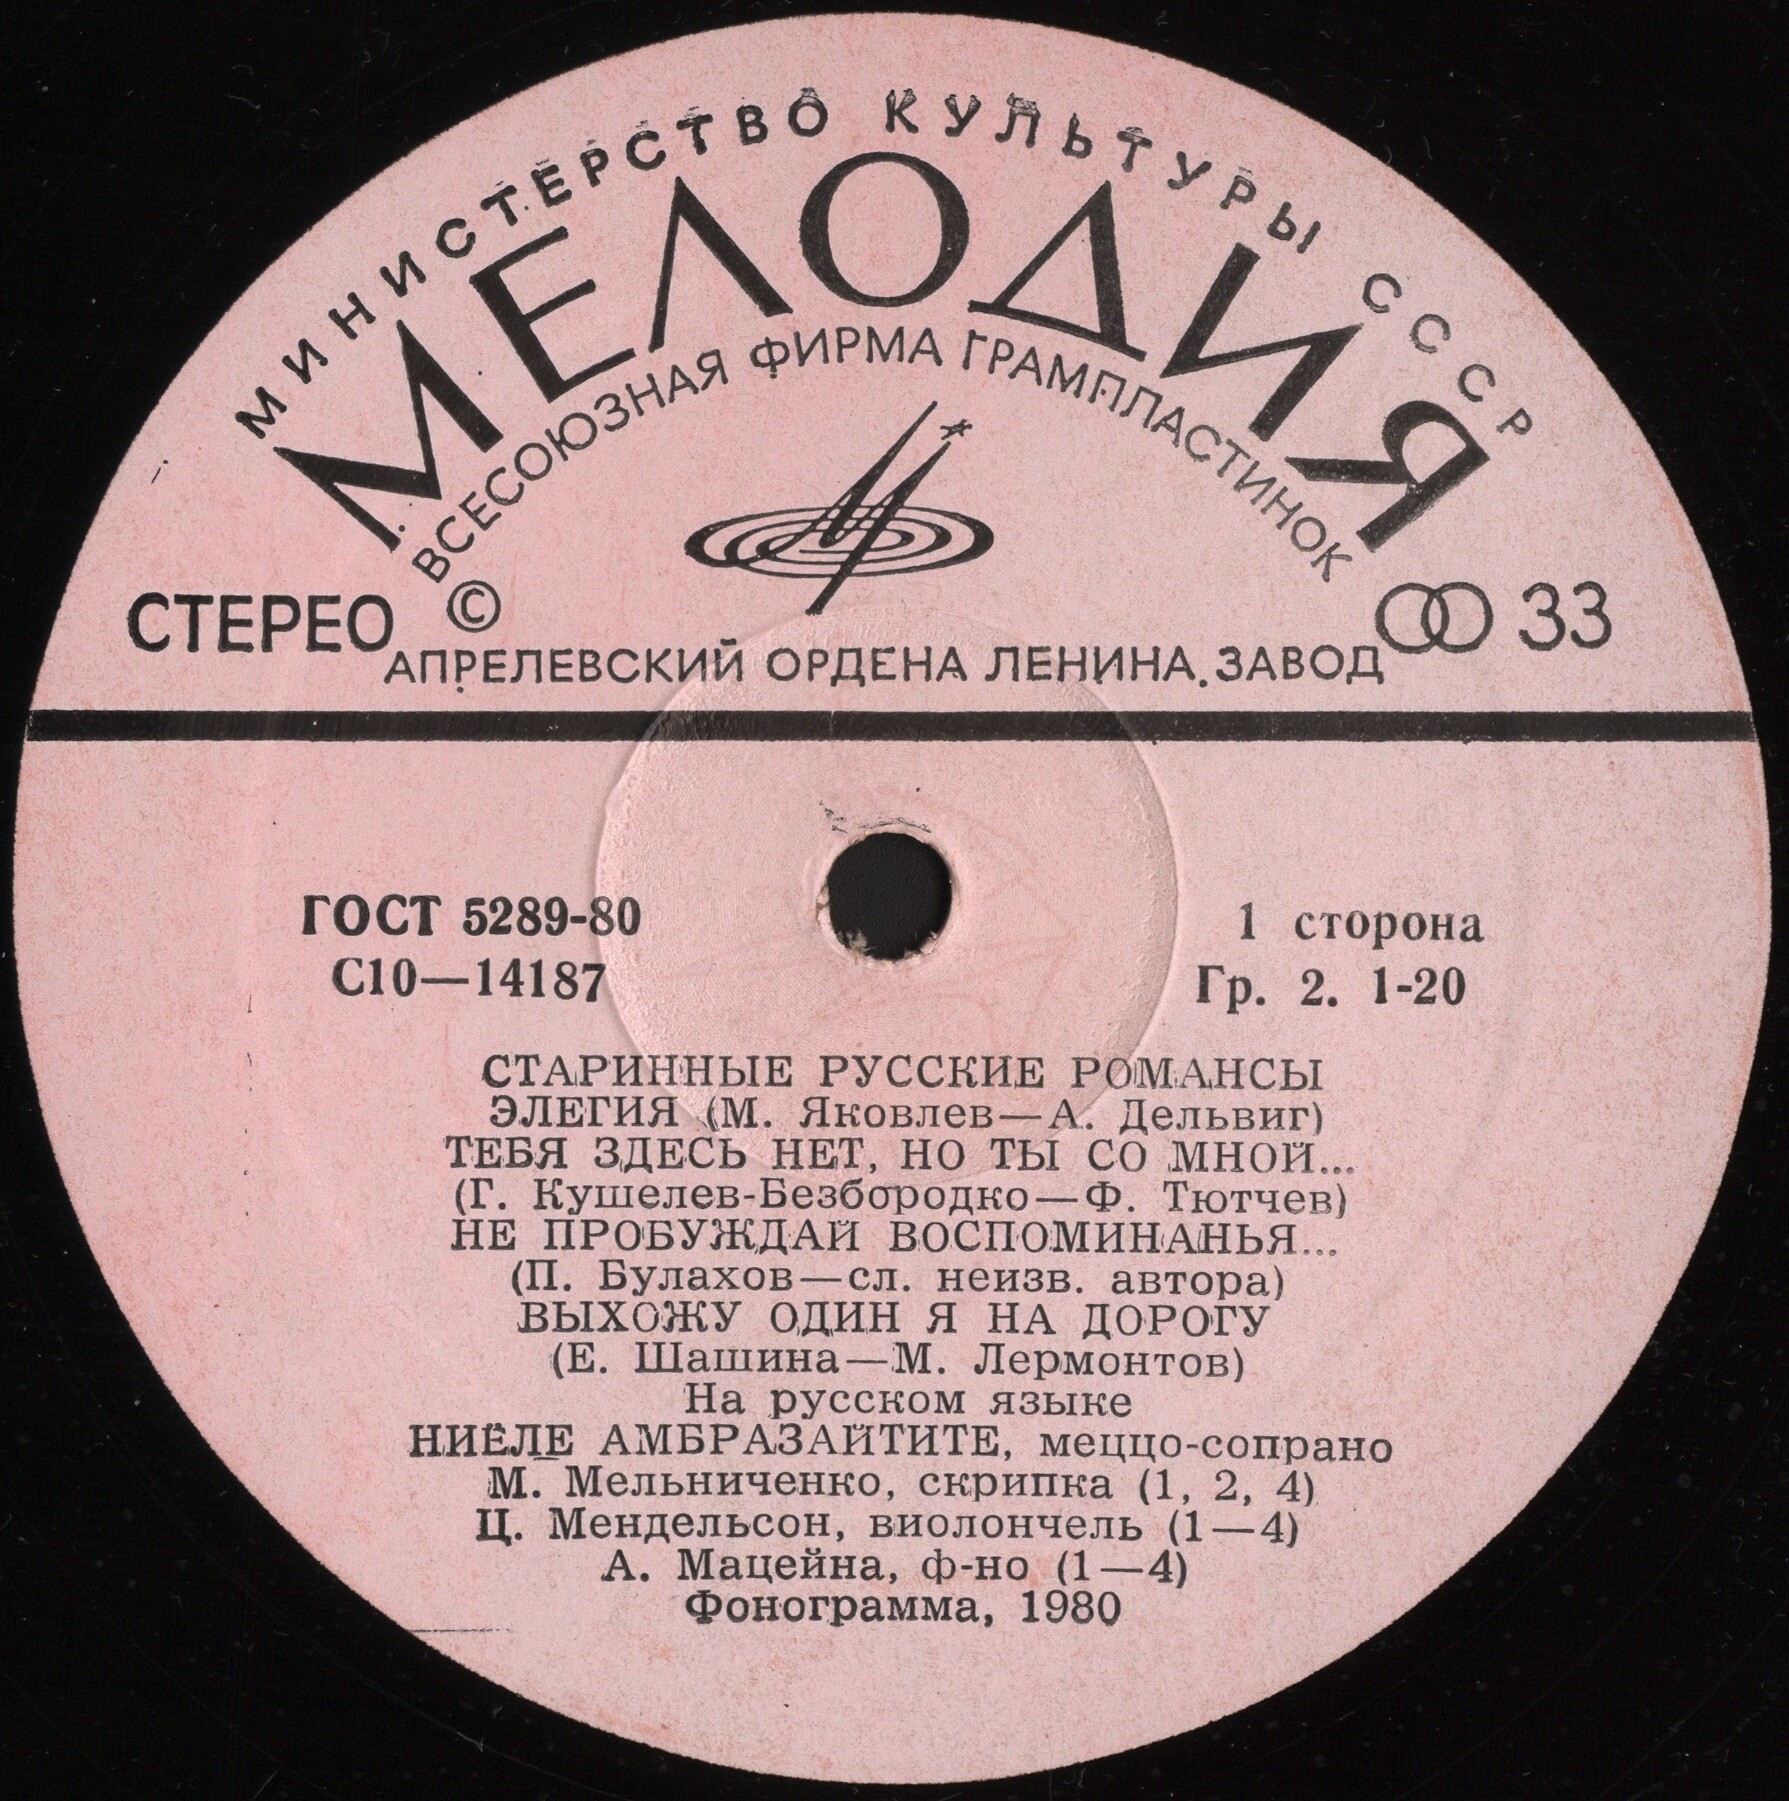 МИНИСТЕРСТВО КУЛЬТУРЫ СССР
МЕЛОДИЯ
ВСЕСОЮЗНАЯ ФИРМА ГРАМПЛАСТИНОК
СТЕРЕО © 33
АПРЕЛЕВСКИЙ ОРДЕНА ЛЕНИНА ЗАВОД
ГОСТ 5289-80 1 сторона
С10—14187 Гр. 2. 1-20
СТАРИННЫЕ РУССКИЕ РОМАНСЫ
ЭЛЕГИЯ (М. Яковлев—А. Дельвиг)
ТЕБЯ ЗДЕСЬ НЕТ, НО ТЫ СО МНОЙ...
(Г. Кушелев-Безбородко—Ф. Тютчев)
НЕ ПРОБУЖДАЙ ВОСПОМИНАНЬЯ...
(П. Булахов—сл. неизв. автора)
ВЫХОЖУ ОДИН Я НА ДОРОГУ
(Е. Шашина—М. Лермонтов)
На русском языке
НИЁЛЕ АМБРАЗАЙТИТЕ, меццо-сопрано
М. Мельниченко, скрипка (1, 2, 4)
Ц. Мендельсон, виолончель (1—4)
А. Мацейна, ф-но (1—4)
Фонограмма, 1980